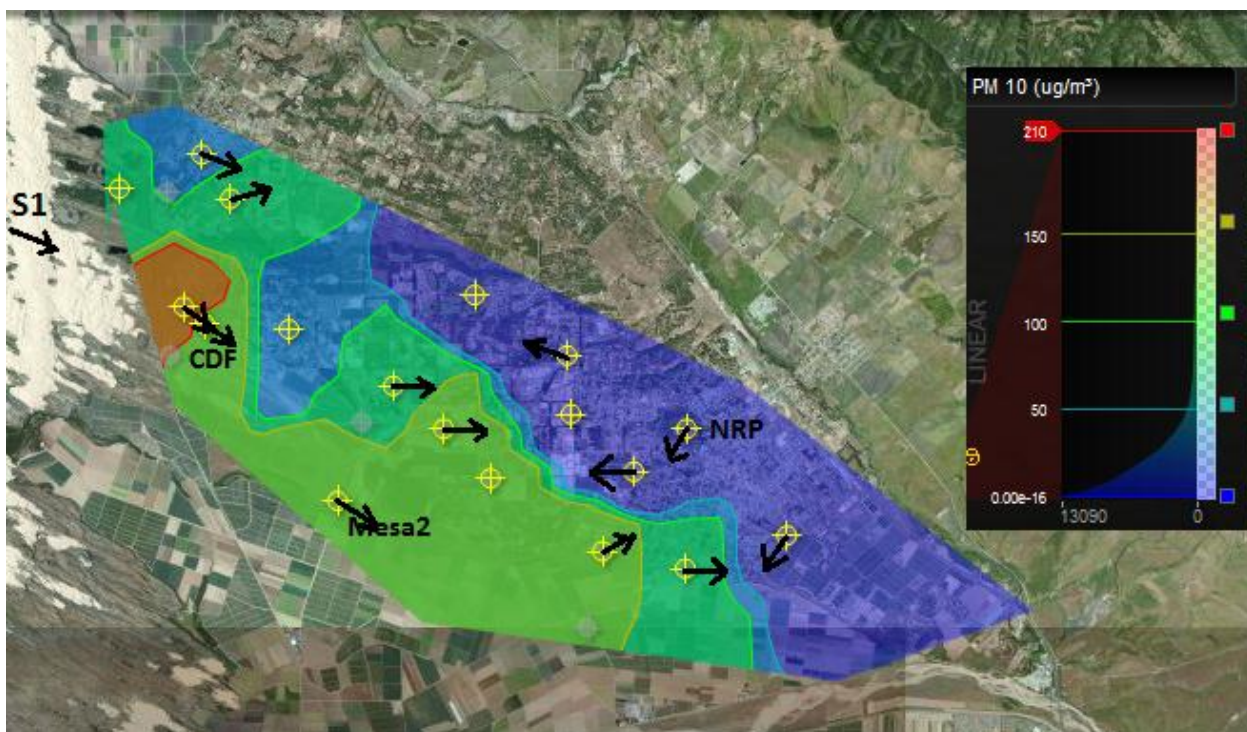 PM 10 (ug/m³)
210
150
LINEAR
100
50
0.00e-16
13090
0
S1
CDF
NRP
Mesa2